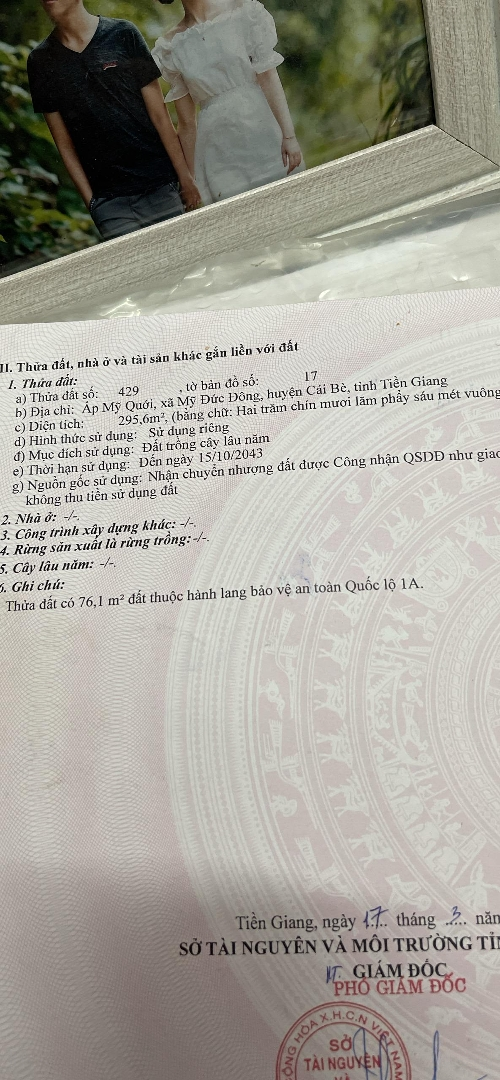 II. Thửa đất, nhà ở và tài sản khác gắn liền với đất
1. Thửa đất:
a) Thửa đất số: 429 , tờ bản đồ số: 17
b) Địa chỉ: Ấp Mỹ Quới, xã Mỹ Đức Đông, huyện Cái Bè, tỉnh Tiền Giang
c) Diện tích: 295,6m², (bằng chữ: Hai trăm chín mươi lăm phẩy sáu mét vuông
d) Hình thức sử dụng: Sử dụng riêng
đ) Mục đích sử dụng: Đất trồng cây lâu năm
e) Thời hạn sử dụng: Đến ngày 15/10/2043
g) Nguồn gốc sử dụng: Nhận chuyển nhượng đất được Công nhận QSDĐ như giao
không thu tiền sử dụng đất
2. Nhà ở: -/-.
3. Công trình xây dựng khác: -/-.
4. Rừng sản xuất là rừng trồng: -/-.
5. Cây lâu năm: -/-.
6. Ghi chú:
Thửa đất có 76,1 m² đất thuộc hành lang bảo vệ an toàn Quốc lộ 1A.
Tiền Giang, ngày 17 tháng 3 năm
SỞ TÀI NGUYÊN VÀ MÔI TRƯỜNG TỈN
KT. GIÁM ĐỐC
PHÓ GIÁM ĐỐC
CỘNG HÒA X.H.C.N VIỆT NAM
SỞ
TÀI NGUYÊN
VÀ